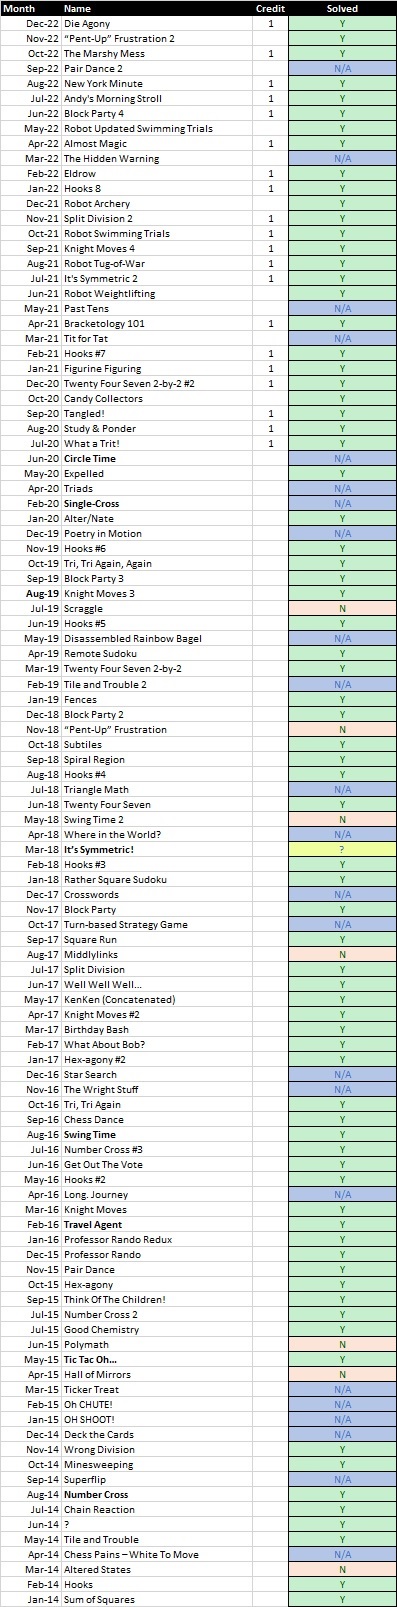 Month Name Credit Solved
Dec-22 Die Agony 1 Y
Nov-22 “Pent-Up” Frustration 2 Y
Oct-22 The Marshy Mess 1 Y
Sep-22 Pair Dance 2 N/A
Aug-22 New York Minute 1 Y
Jul-22 Andy's Morning Stroll 1 Y
Jun-22 Block Party 4 1 Y
May-22 Robot Updated Swimming Trials Y
Apr-22 Almost Magic 1 Y
Mar-22 The Hidden Warning N/A
Feb-22 Eldrow 1 Y
Jan-22 Hooks 8 1 Y
Dec-21 Robot Archery Y
Nov-21 Split Division 2 1 Y
Oct-21 Robot Swimming Trials 1 Y
Sep-21 Knight Moves 4 1 Y
Aug-21 Robot Tug-of-War 1 Y
Jul-21 It's Symmetric 2 1 Y
Jun-21 Robot Weightlifting Y
May-21 Past Tens N/A
Apr-21 Bracketology 101 1 Y
Mar-21 Tit for Tat N/A
Feb-21 Hooks #7 1 Y
Jan-21 Figurine Figuring 1 Y
Dec-20 Twenty Four Seven 2-by-2 #2 1 Y
Oct-20 Candy Collectors Y
Sep-20 Tangled! 1 Y
Aug-20 Study & Ponder 1 Y
Jul-20 What a Trit! 1 Y
Jun-20 Circle Time N/A
May-20 Expelled Y
Apr-20 Triads N/A
Feb-20 Single-Cross N/A
Jan-20 Alter/Nate Y
Dec-19 Poetry in Motion N/A
Nov-19 Hooks #6 Y
Oct-19 Tri, Tri Again, Again Y
Sep-19 Block Party 3 Y
Aug-19 Knight Moves 3 Y
Jul-19 Scraggle N
Jun-19 Hooks #5 Y
May-19 Disassembled Rainbow Bagel N/A
Apr-19 Remote Sudoku Y
Mar-19 Twenty Four Seven 2-by-2 Y
Feb-19 Tile and Trouble 2 N/A
Jan-19 Fences Y
Dec-18 Block Party 2 Y
Nov-18 “Pent-Up” Frustration N
Oct-18 Subtiles Y
Sep-18 Spiral Region Y
Aug-18 Hooks #4 Y
Jul-18 Triangle Math N/A
Jun-18 Twenty Four Seven Y
May-18 Swing Time 2 N
Apr-18 Where in the World? N/A
Mar-18 It’s Symmetric! ?
Feb-18 Hooks #3 Y
Jan-18 Rather Square Sudoku Y
Dec-17 Crosswords N/A
Nov-17 Block Party Y
Oct-17 Turn-based Strategy Game N/A
Sep-17 Square Run Y
Aug-17 Middlylinks N
Jul-17 Split Division Y
Jun-17 Well Well Well... Y
May-17 KenKen (Concatenated) Y
Apr-17 Knight Moves #2 Y
Mar-17 Birthday Bash Y
Feb-17 What About Bob? Y
Jan-17 Hex-agony #2 Y
Dec-16 Star Search N/A
Nov-16 The Wright Stuff N/A
Oct-16 Tri, Tri Again Y
Sep-16 Chess Dance Y
Aug-16 Swing Time Y
Jul-16 Number Cross #3 Y
Jun-16 Get Out The Vote Y
May-16 Hooks #2 Y
Apr-16 Long. Journey N/A
Mar-16 Knight Moves Y
Feb-16 Travel Agent Y
Jan-16 Professor Rando Redux Y
Dec-15 Professor Rando Y
Nov-15 Pair Dance Y
Oct-15 Hex-agony Y
Sep-15 Think Of The Children! Y
Jul-15 Number Cross 2 Y
Jul-15 Good Chemistry Y
Jun-15 Polymath N
May-15 Tic Tac Oh... Y
Apr-15 Hall of Mirrors N
Mar-15 Ticker Treat N/A
Feb-15 Oh CHUTE! N/A
Jan-15 OH SHOOT! N/A
Dec-14 Deck the Cards N/A
Nov-14 Wrong Division Y
Oct-14 Minesweeping Y
Sep-14 Superflip N/A
Aug-14 Number Cross Y
Jul-14 Chain Reaction Y
Jun-14 ? Y
May-14 Tile and Trouble Y
Apr-14 Chess Pains – White To Move N/A
Mar-14 Altered States N
Feb-14 Hooks Y
Jan-14 Sum of Squares Y